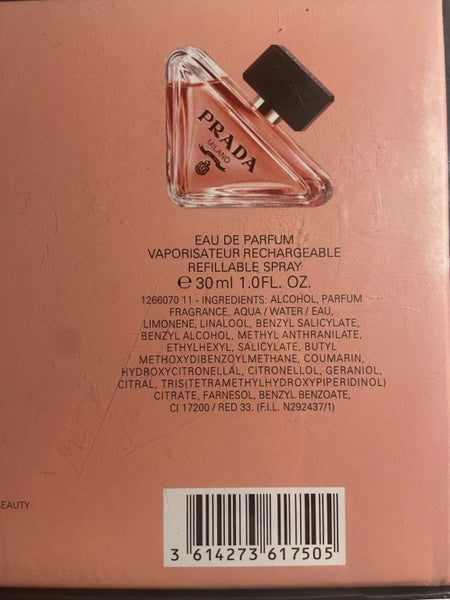 PRADA
MILANO
EAU DE PARFUM
VAPORISATEUR RECHARGEABLE
REFILLABLE SPRAY
℮ 30ml 1.0FL. OZ.
1266070 11 - INGREDIENTS: ALCOHOL, PARFUM
FRAGRANCE, AQUA / WATER / EAU,
LIMONENE, LINALOOL, BENZYL SALICYLATE,
BENZYL ALCOHOL, METHYL ANTHRANILATE,
ETHYLHEXYL, SALICYLATE, BUTYL
METHOXYDIBENZOYLMETHANE, COUMARIN,
HYDROXYCITRONELLAL, CITRONELLOL, GERANIOL,
CITRAL, TRIS(TETRAMETHYLHYDROXYPIPERIDINOL)
CITRATE, FARNESOL, BENZYL BENZOATE,
CI 17200 / RED 33. (F.I.L. N292437/1)
EAUTY
3 614273 617505